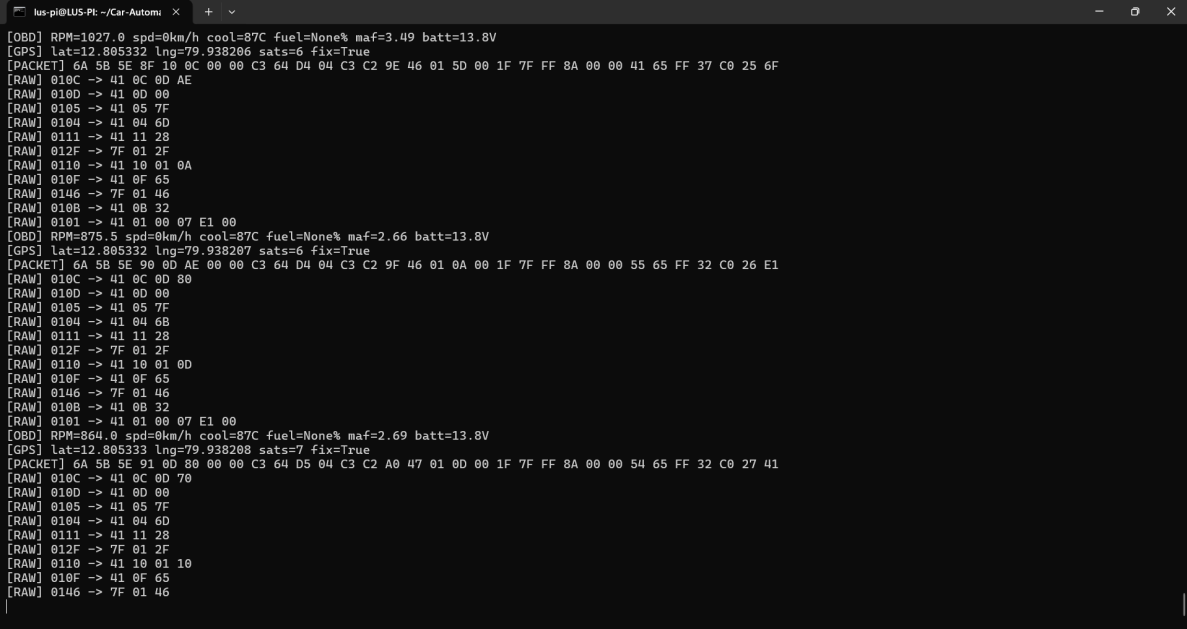 lus-pi@LUS-PI: ~/Car-Automa
[OBD] RPM=1027.0 spd=0km/h cool=87C fuel=None% maf=3.49 batt=13.8V
[GPS] lat=12.805332 lng=79.938206 sats=6 fix=True
[PACKET] 6A 5B 5E 8F 10 0C 00 00 C3 64 D4 04 C3 C2 9E 46 01 5D 00 1F 7F FF 8A 00 00 41 65 FF 37 C0 25 6F
[RAW] 010C -> 41 0C 0D AE
[RAW] 010D -> 41 0D 00
[RAW] 0105 -> 41 05 7F
[RAW] 0104 -> 41 04 6D
[RAW] 0111 -> 41 11 28
[RAW] 012F -> 7F 01 2F
[RAW] 0110 -> 41 10 01 0A
[RAW] 010F -> 41 0F 65
[RAW] 0146 -> 7F 01 46
[RAW] 010B -> 41 0B 32
[RAW] 0101 -> 41 01 00 07 E1 00
[OBD] RPM=875.5 spd=0km/h cool=87C fuel=None% maf=2.66 batt=13.8V
[GPS] lat=12.805332 lng=79.938207 sats=6 fix=True
[PACKET] 6A 5B 5E 90 0D AE 00 00 C3 64 D4 04 C3 C2 9F 46 01 0A 00 1F 7F FF 8A 00 00 55 65 FF 32 C0 26 E1
[RAW] 010C -> 41 0C 0D 80
[RAW] 010D -> 41 0D 00
[RAW] 0105 -> 41 05 7F
[RAW] 0104 -> 41 04 6B
[RAW] 0111 -> 41 11 28
[RAW] 012F -> 7F 01 2F
[RAW] 0110 -> 41 10 01 0D
[RAW] 010F -> 41 0F 65
[RAW] 0146 -> 7F 01 46
[RAW] 010B -> 41 0B 32
[RAW] 0101 -> 41 01 00 07 E1 00
[OBD] RPM=864.0 spd=0km/h cool=87C fuel=None% maf=2.69 batt=13.8V
[GPS] lat=12.805333 lng=79.938208 sats=7 fix=True
[PACKET] 6A 5B 5E 91 0D 80 00 00 C3 64 D5 04 C3 C2 A0 47 01 0D 00 1F 7F FF 8A 00 00 54 65 FF 32 C0 27 41
[RAW] 010C -> 41 0C 0D 70
[RAW] 010D -> 41 0D 00
[RAW] 0105 -> 41 05 7F
[RAW] 0104 -> 41 04 6D
[RAW] 0111 -> 41 11 28
[RAW] 012F -> 7F 01 2F
[RAW] 0110 -> 41 10 01 10
[RAW] 010F -> 41 0F 65
[RAW] 0146 -> 7F 01 46